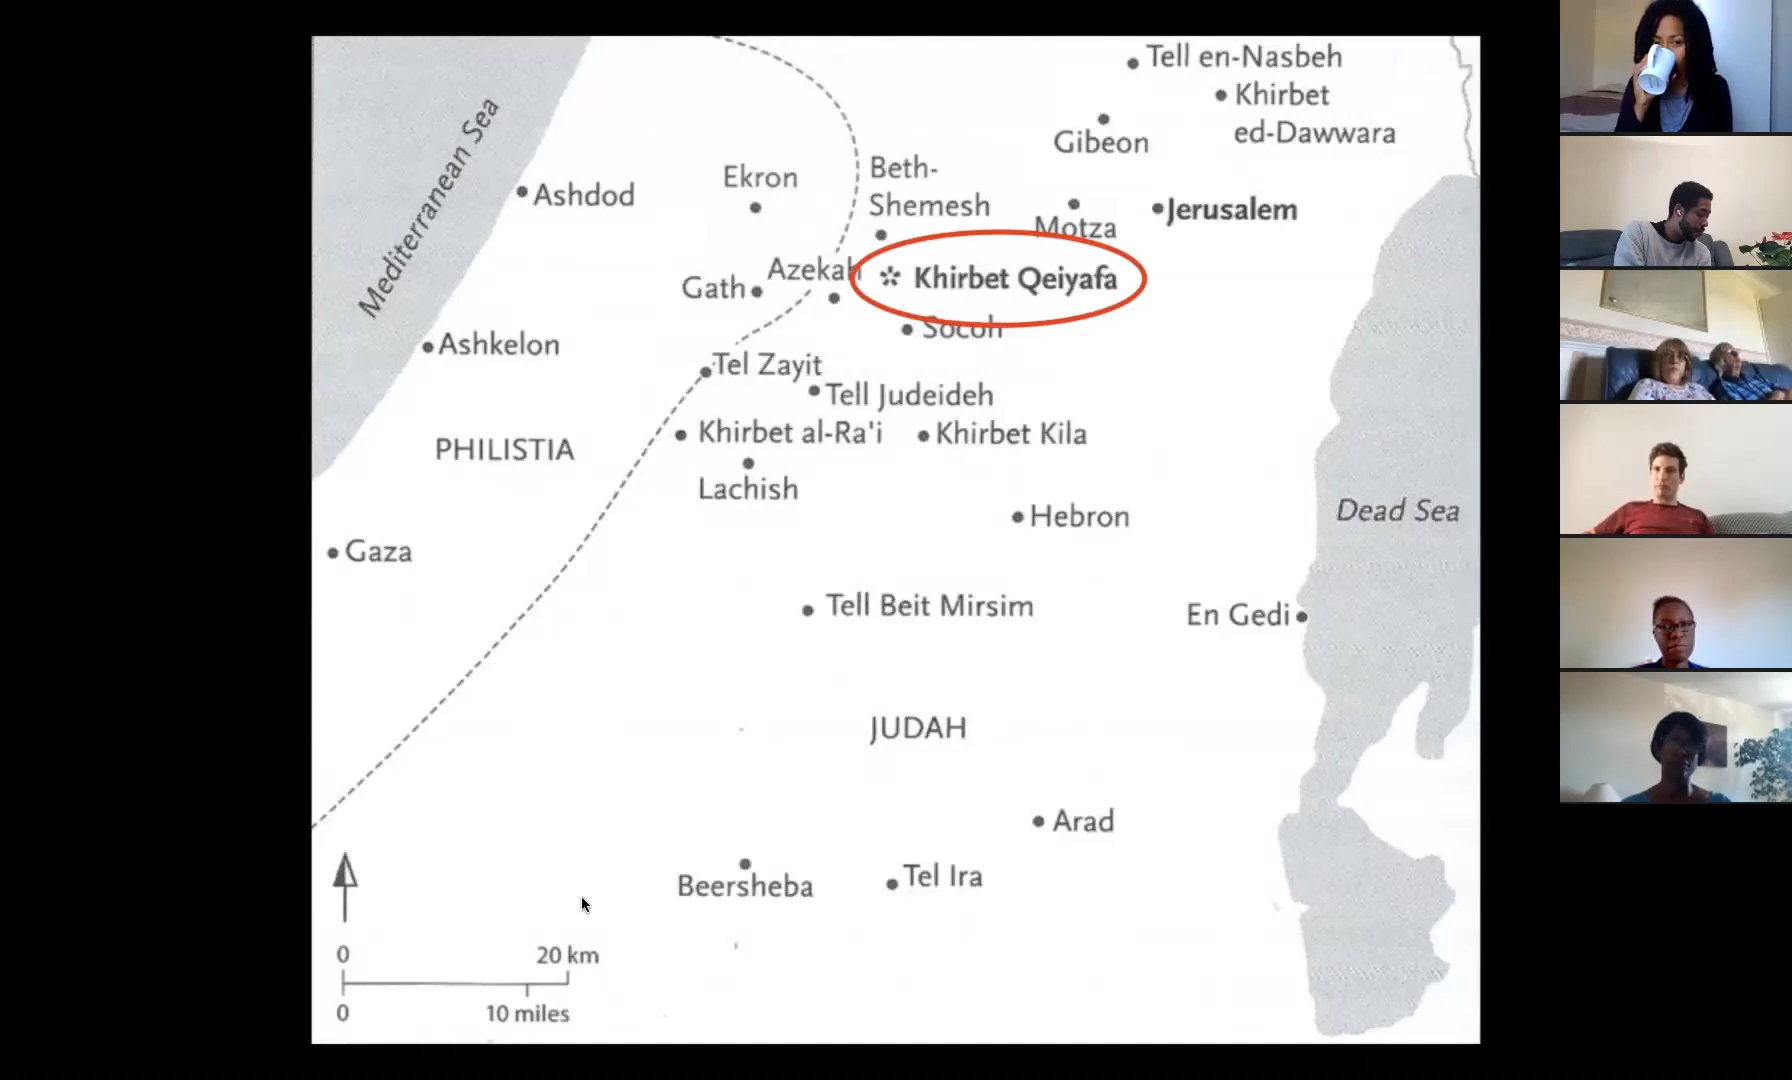 Tell en-Nasbeh
Khirbet
ed-Dawwara
Gibeon
Mediterranean Sea
Beth-
Shemesh
Ekron
Ashdod
Jerusalem
Motza
Azekah
Khirbet Qeiyafa
Gath
Socoh
Ashkelon
Tel Zayit
Tell Judeideh
Khirbet al-Ra'i
Khirbet Kila
PHILISTIA
Lachish
Hebron
Dead Sea
Gaza
Tell Beit Mirsim
En Gedi
JUDAH
Arad
Beersheba
Tel Ira
0 20 km
0 10 miles